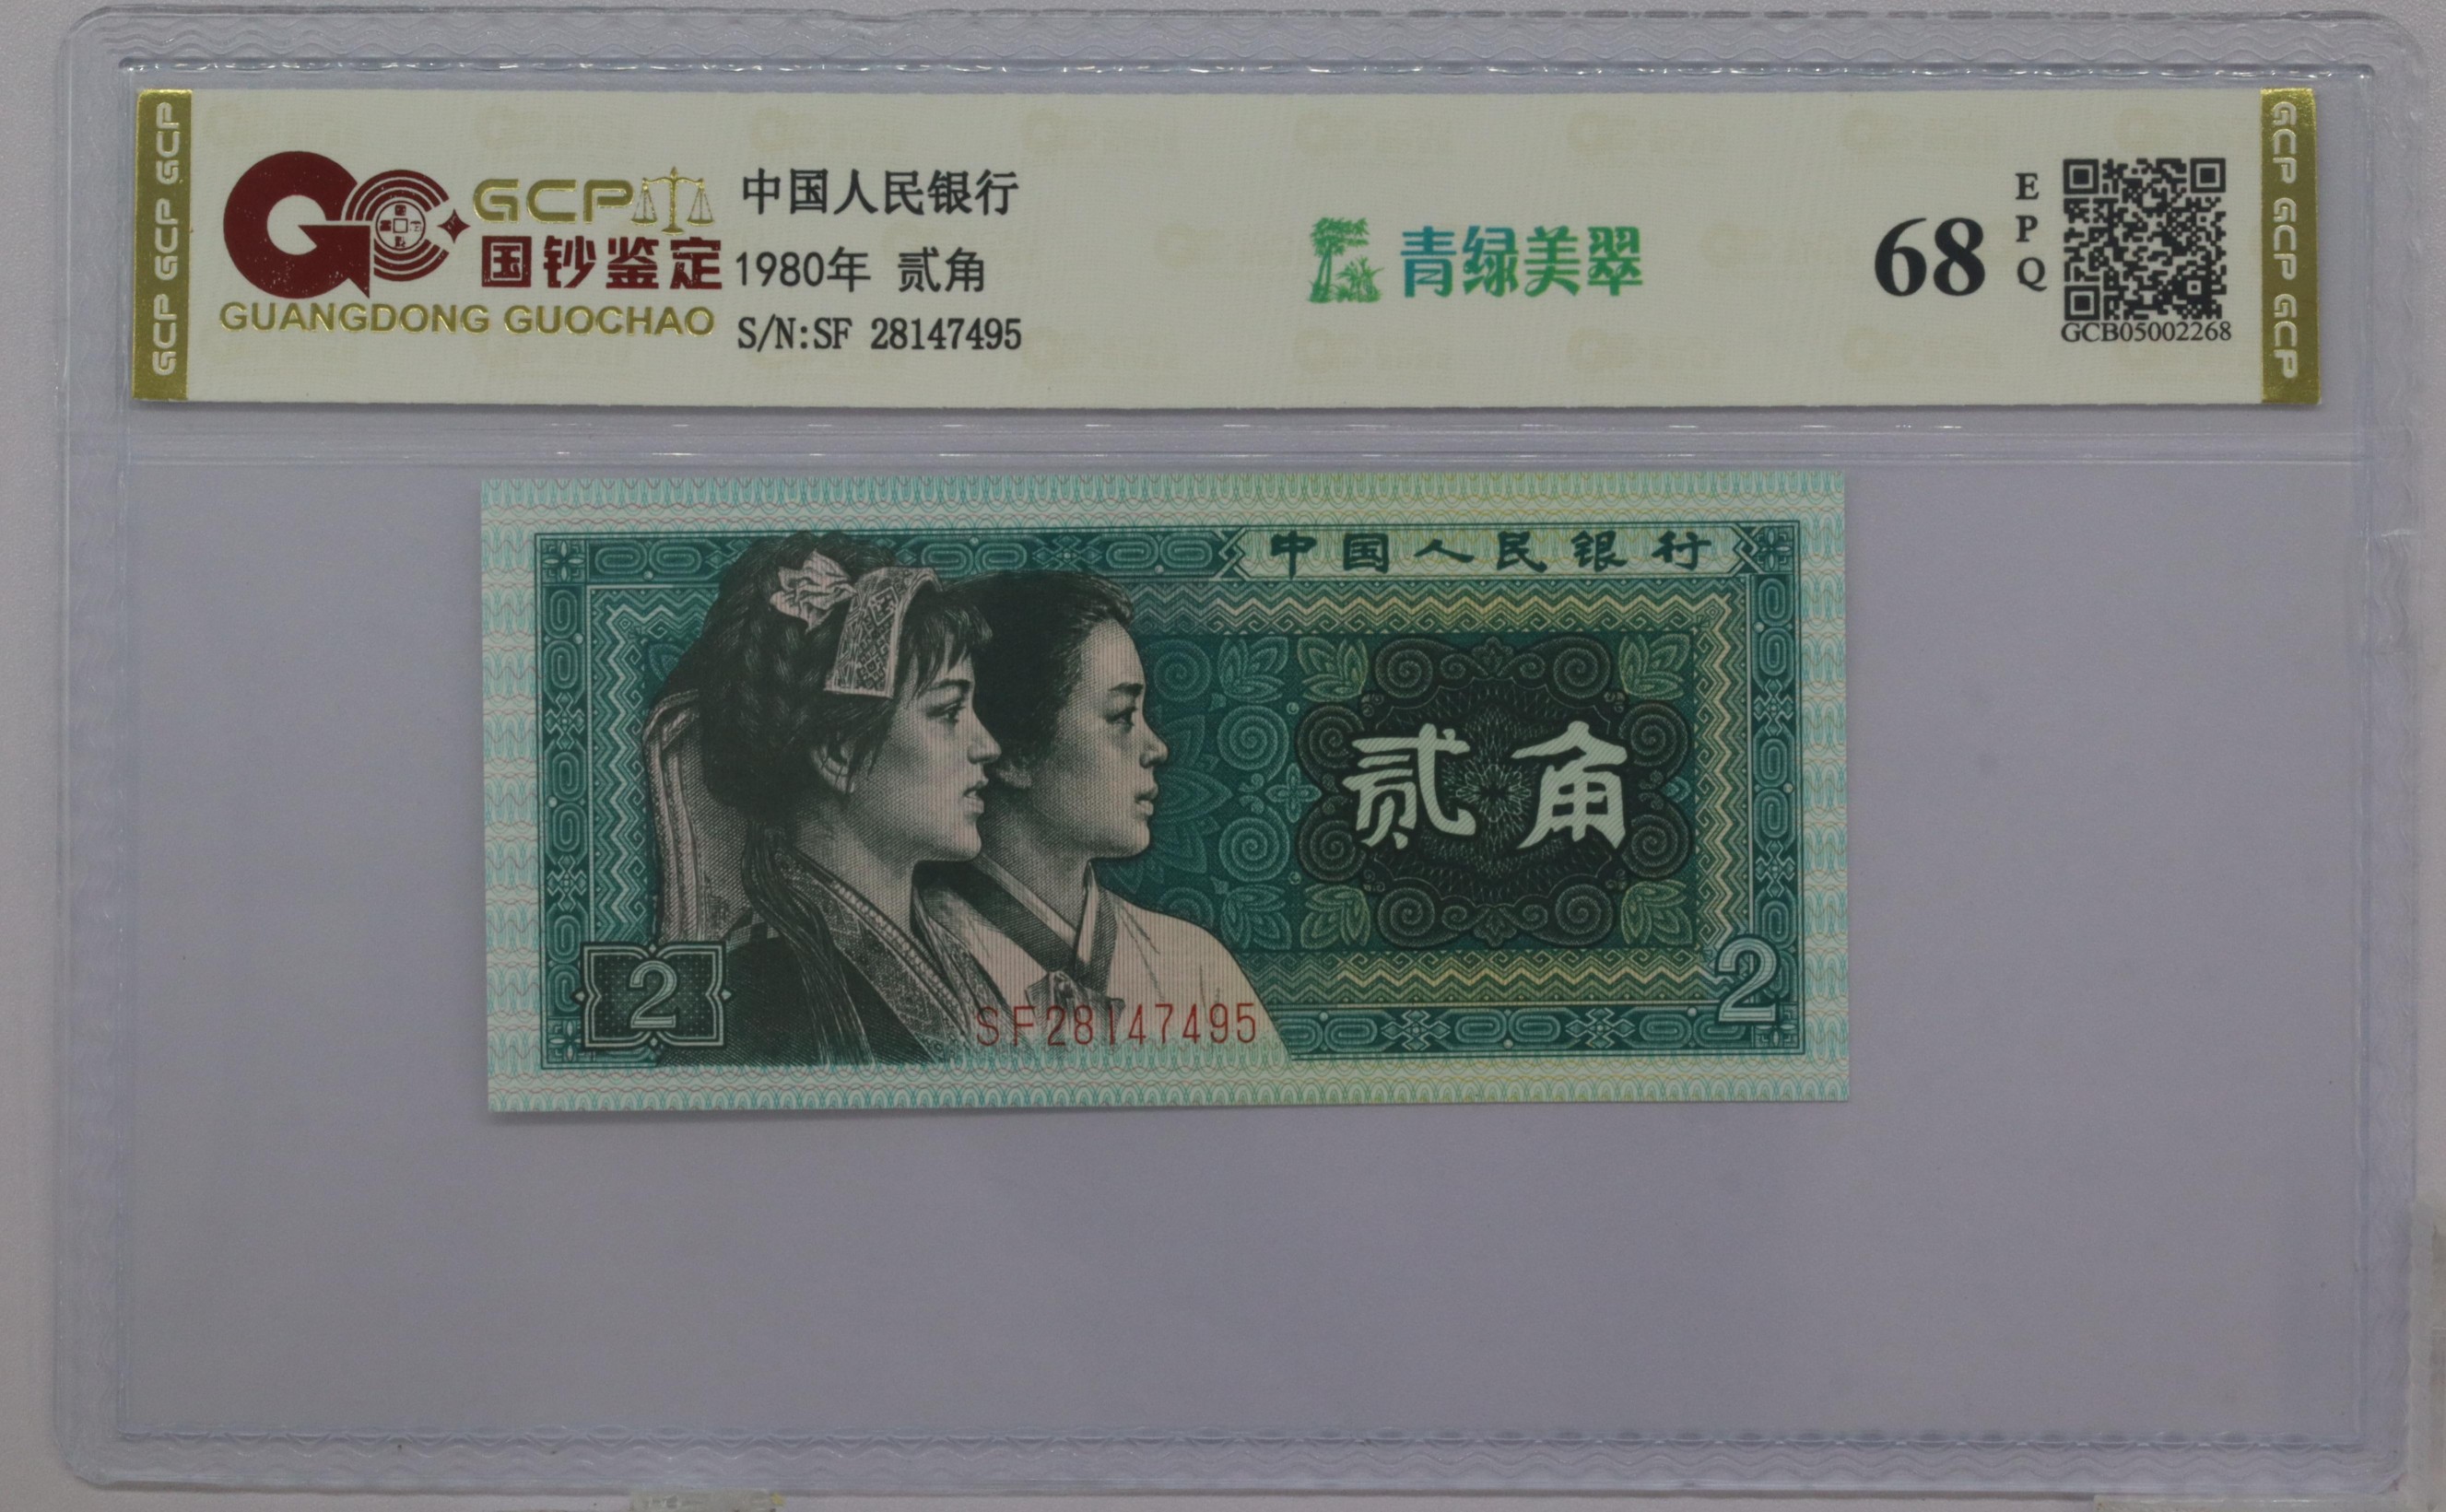 GCP GCP GCP
GCP
国钞鉴定
GUANGDONG GUOCHAO
中国人民银行
1980年 贰角
S/N:SF 28147495
青绿美翠
68
EPQ
GCB05002268
GCP GCP GCP
中国人民银行
贰角
2
2
SF28147495